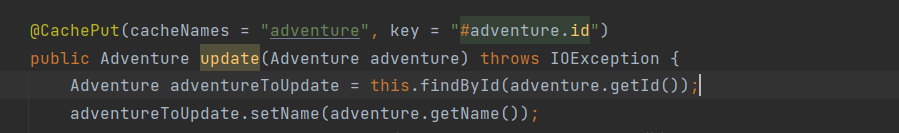 @CachePut(cacheNames = "adventure", key = "#adventure.id")
public Adventure update(Adventure adventure) throws IOException {
Adventure adventureToUpdate = this.findById(adventure.getId());
adventureToUpdate.setName(adventure.getName());